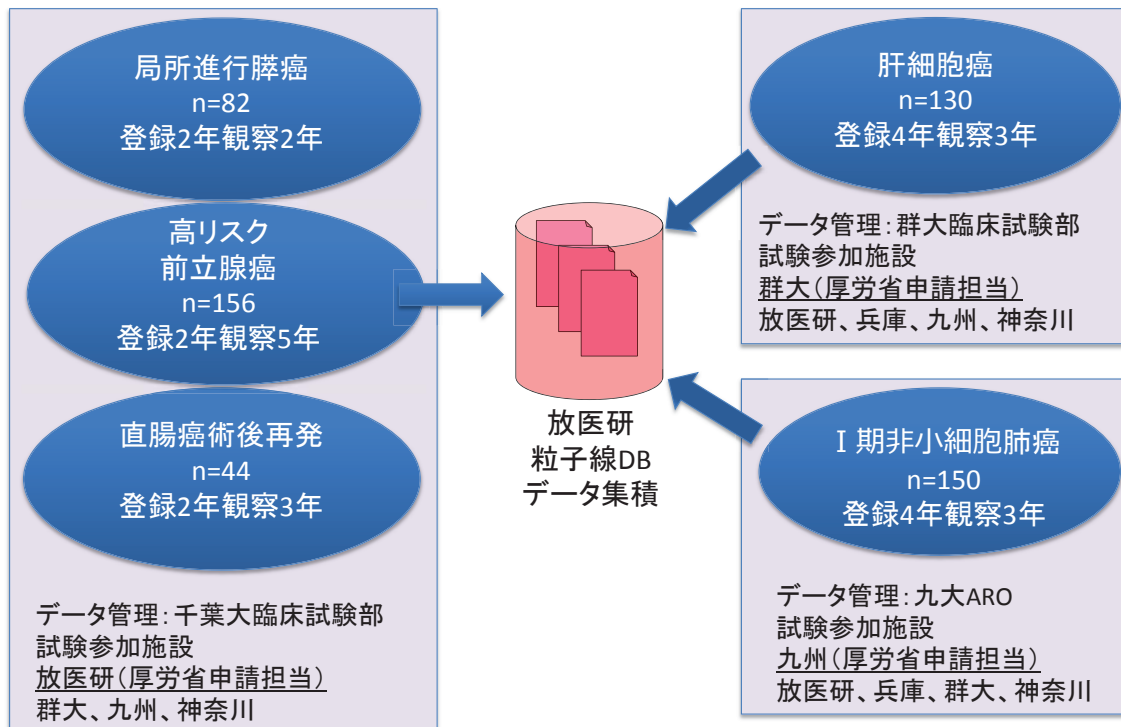 局所進行膵癌
n=82
登録2年観察2年
高リスク
前立腺癌
n=156
登録2年観察5年
直腸癌術後再発
n=44
登録2年観察3年
データ管理：千葉大臨床試験部
試験参加施設
放医研（厚労省申請担当）
群大、九州、神奈川
放医研
粒子線DB
データ集積
肝細胞癌
n=130
登録4年観察3年
データ管理：群大臨床試験部
試験参加施設
群大（厚労省申請担当）
放医研、兵庫、九州、神奈川
Ⅰ期非小細胞肺癌
n=150
登録4年観察3年
データ管理：九大ARO
試験参加施設
九州（厚労省申請担当）
放医研、兵庫、群大、神奈川